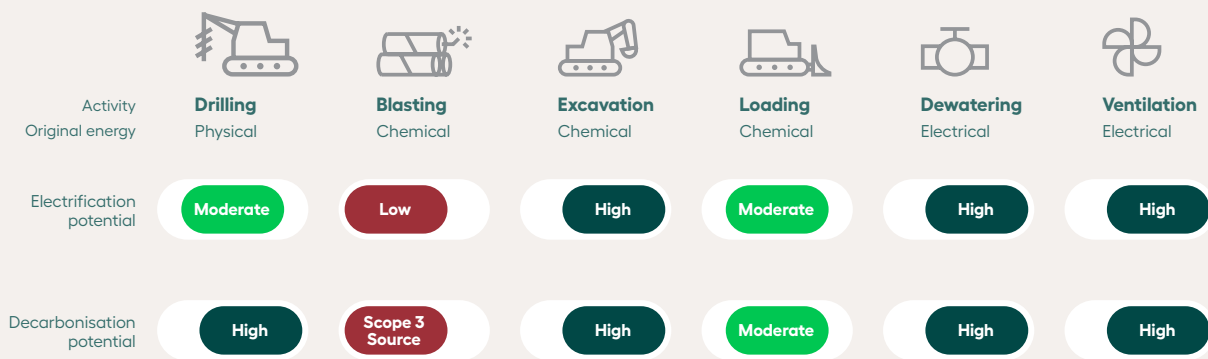 Activity Drilling Blasting Excavation Loading Dewatering Ventilation
Original energy Physical Chemical Chemical Chemical Electrical Electrical
Electrification
potential
Moderate Low High Moderate High High
Decarbonisation
potential
High Scope 3
Source High Moderate High High